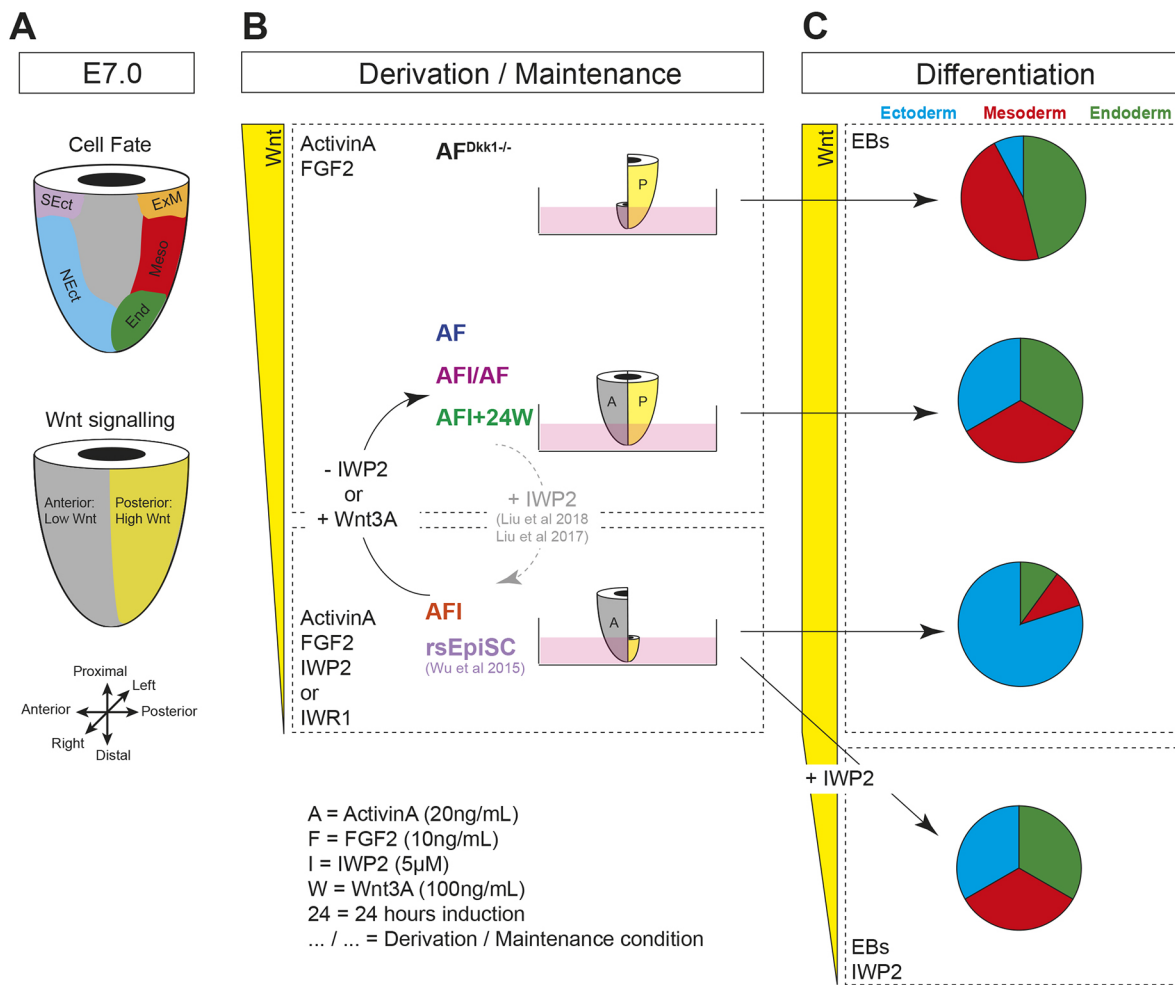 A
E7.0
Cell Fate
SEct
ExM
NEct
Meso
End
Wnt signalling
Anterior:
Low Wnt
Posterior:
High Wnt
Proximal
Left
Anterior
Posterior
Right
Distal
B
Derivation / Maintenance
Wnt
ActivinA
FGF2
AFDkk1-/-
P
AF
AFI/AF
AFI+24W
A
P
- IWP2
or
+ Wnt3A
+ IWP2
(Liu et al 2018
Liu et al 2017)
ActivinA
FGF2
IWP2
or
IWR1
AFI
rsEpiSC
(Wu et al 2015)
A
A = ActivinA (20ng/mL)
F = FGF2 (10ng/mL)
I = IWP2 (5µM)
W = Wnt3A (100ng/mL)
24 = 24 hours induction
... / ... = Derivation / Maintenance condition
C
Differentiation
Ectoderm Mesoderm Endoderm
Wnt
EBs
+ IWP2
EBs
IWP2